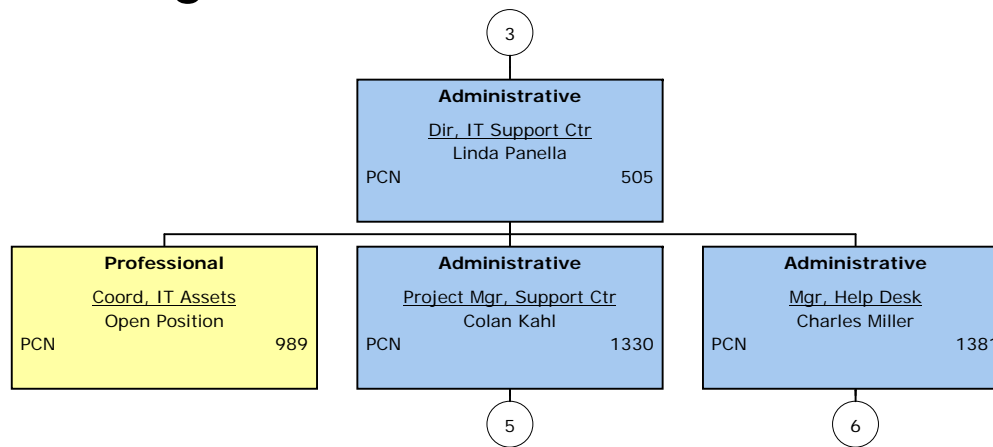 3
Administrative
Dir, IT Support Ctr
Linda Panella
PCN 505
Professional
Coord, IT Assets
Open Position
PCN 989
Administrative
Project Mgr, Support Ctr
Colan Kahl
PCN 1330
Administrative
Mgr, Help Desk
Charles Miller
PCN 1381
5
6